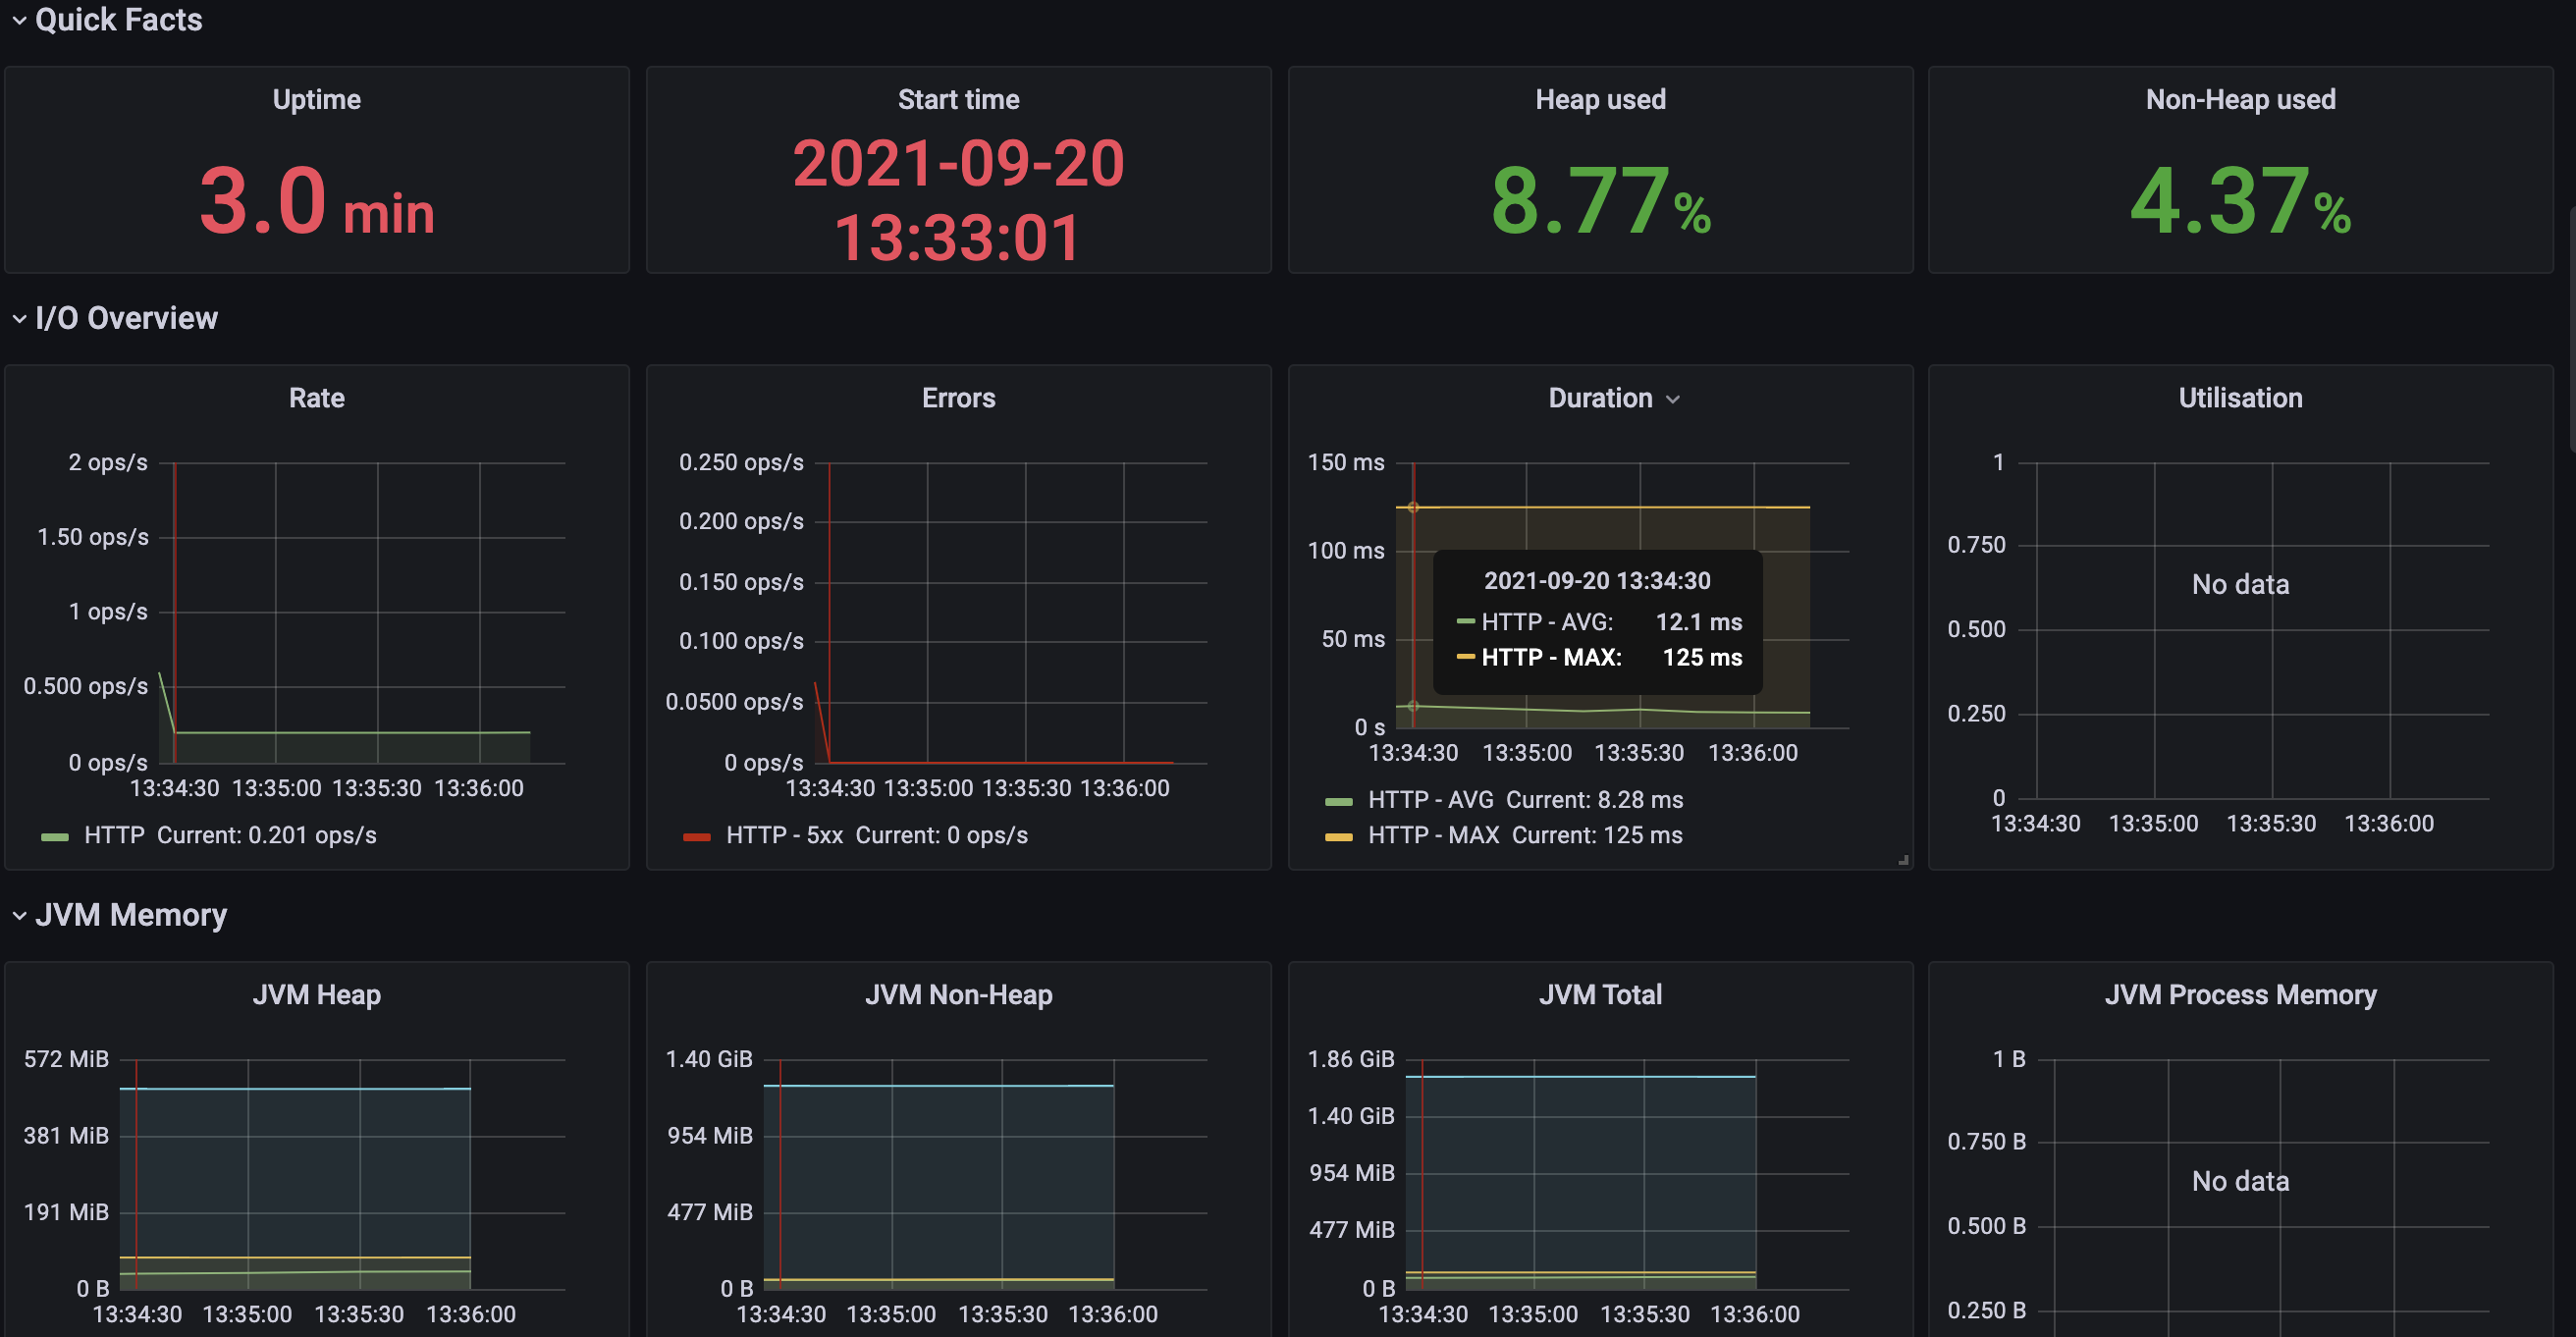 Quick Facts
Uptime
3.0 min
Start time
2021-09-20
13:33:01
Heap used
8.77%
Non-Heap used
4.37%
I/O Overview
Rate
2 ops/s
1.50 ops/s
1 ops/s
0.500 ops/s
0 ops/s
13:34:30 13:35:00 13:35:30 13:36:00
HTTP Current: 0.201 ops/s
Errors
0.250 ops/s
0.200 ops/s
0.150 ops/s
0.100 ops/s
0.0500 ops/s
0 ops/s
13:34:30 13:35:00 13:35:30 13:36:00
HTTP - 5xx Current: 0 ops/s
Duration
150 ms
100 ms
50 ms
0 s
2021-09-20 13:34:30
HTTP - AVG: 12.1 ms
HTTP - MAX: 125 ms
13:34:30 13:35:00 13:35:30 13:36:00
HTTP - AVG Current: 8.28 ms
HTTP - MAX Current: 125 ms
Utilisation
1
0.750
0.500
0.250
0
No data
13:34:30 13:35:00 13:35:30 13:36:00
JVM Memory
JVM Heap
572 MiB
381 MiB
191 MiB
0 B
13:34:30 13:35:00 13:35:30 13:36:00
JVM Non-Heap
1.40 GiB
954 MiB
477 MiB
0 B
13:34:30 13:35:00 13:35:30 13:36:00
JVM Total
1.86 GiB
1.40 GiB
954 MiB
477 MiB
0 B
13:34:30 13:35:00 13:35:30 13:36:00
JVM Process Memory
1 B
0.750 B
No data
0.500 B
0.250 B